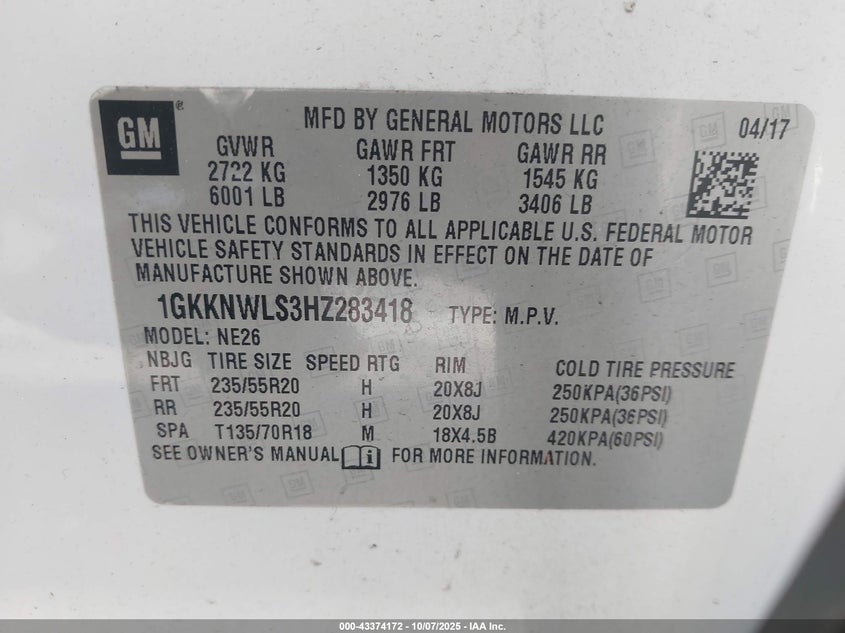 GM®
MFD BY GENERAL MOTORS LLC
04/17
GVWR GAWR FRT GAWR RR
2722 KG 1350 KG 1545 KG
6001 LB 2976 LB 3406 LB
THIS VEHICLE CONFORMS TO ALL APPLICABLE U.S. FEDERAL MOTOR
VEHICLE SAFETY STANDARDS IN EFFECT ON THE DATE OF
MANUFACTURE SHOWN ABOVE.
1GKKNWLS3HZ283418 TYPE: M.P.V.
MODEL: NE26
NBJG TIRE SIZE SPEED RTG RIM COLD TIRE PRESSURE
FRT 235/55R20 H 20X8J 250KPA(36PSI)
RR 235/55R20 H 20X8J 250KPA(36PSI)
SPA T135/70R18 M 18X4.5B 420KPA(60PSI)
SEE OWNER'S MANUAL FOR MORE INFORMATION.
000-43374172 - 10/07/2025 - IAA Inc.